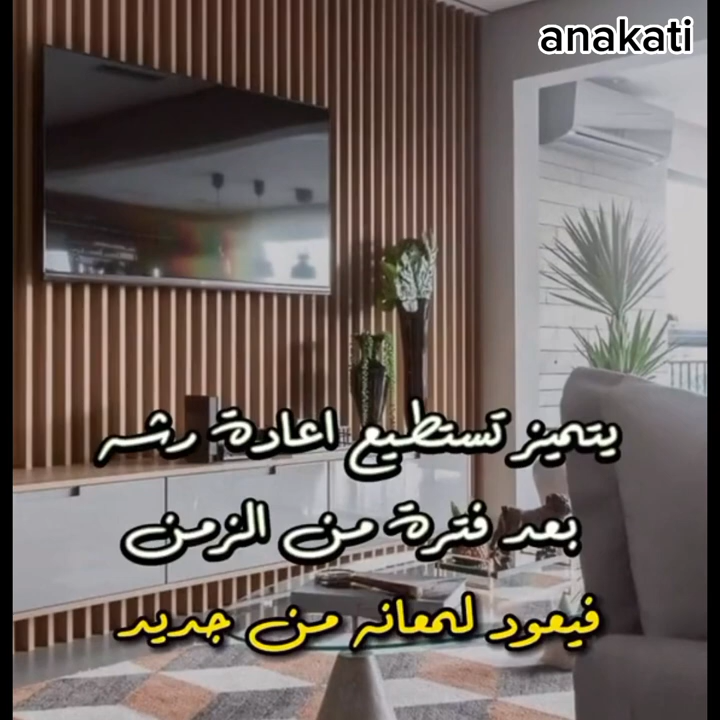 anakati
يتميز تستطيع اعادة رشه
بعد فترة من الزمن
فيعود لمعانه من جديد